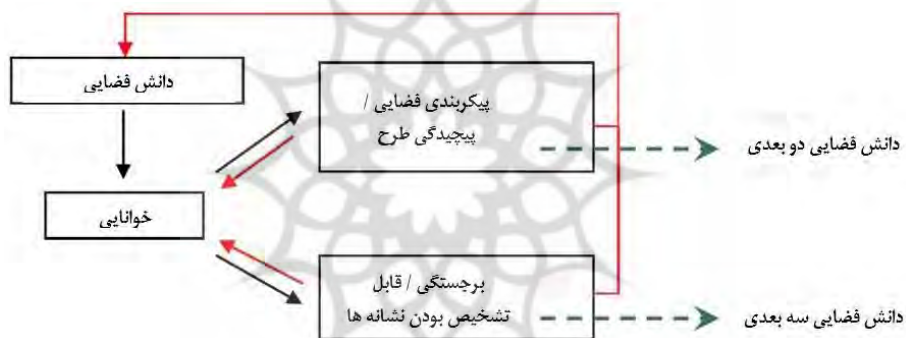 دانش فضایی
پیکربندی فضایی /
پیچیدگی طرح
دانش فضایی دو بعدی
خوانایی
برجستگی / قابل
تشخیص بودن نشانه ها
دانش فضایی سه بعدی